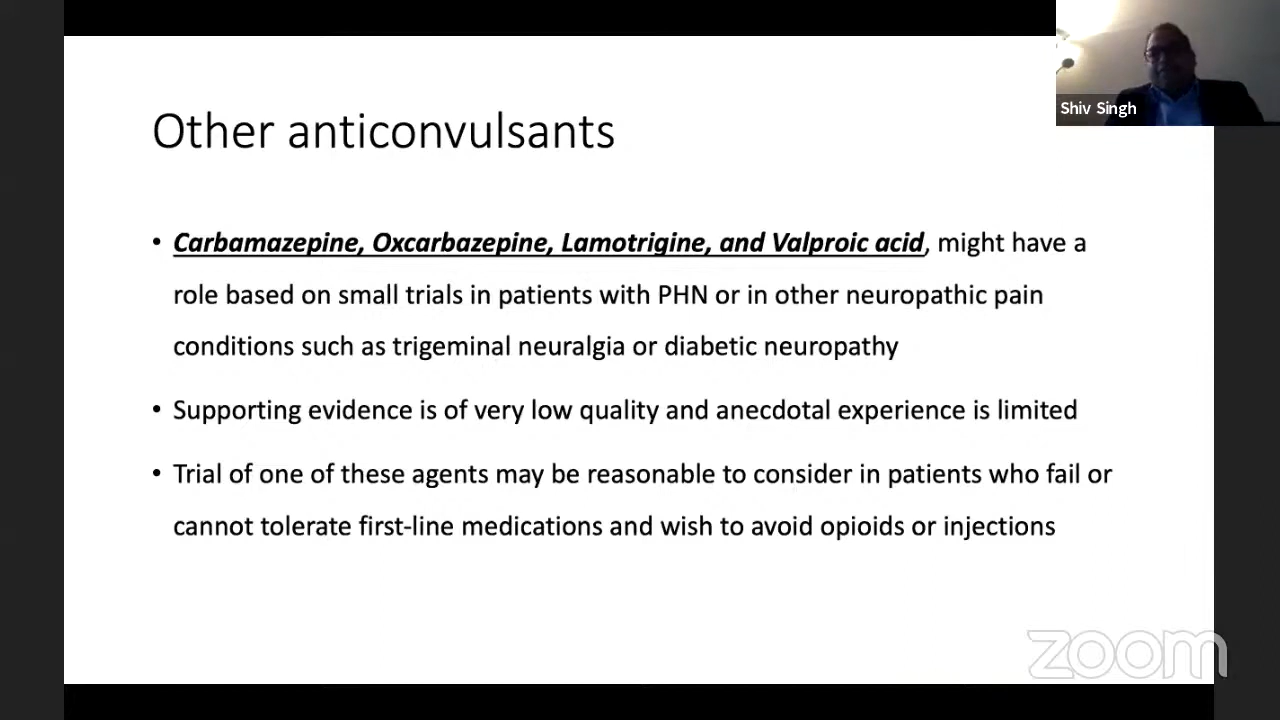 Shiv Singh
Other anticonvulsants
• Carbamazepine, Oxcarbazepine, Lamotrigine, and Valproic acid, might have a
role based on small trials in patients with PHN or in other neuropathic pain
conditions such as trigeminal neuralgia or diabetic neuropathy
• Supporting evidence is of very low quality and anecdotal experience is limited
• Trial of one of these agents may be reasonable to consider in patients who fail or
cannot tolerate first-line medications and wish to avoid opioids or injections
zoom